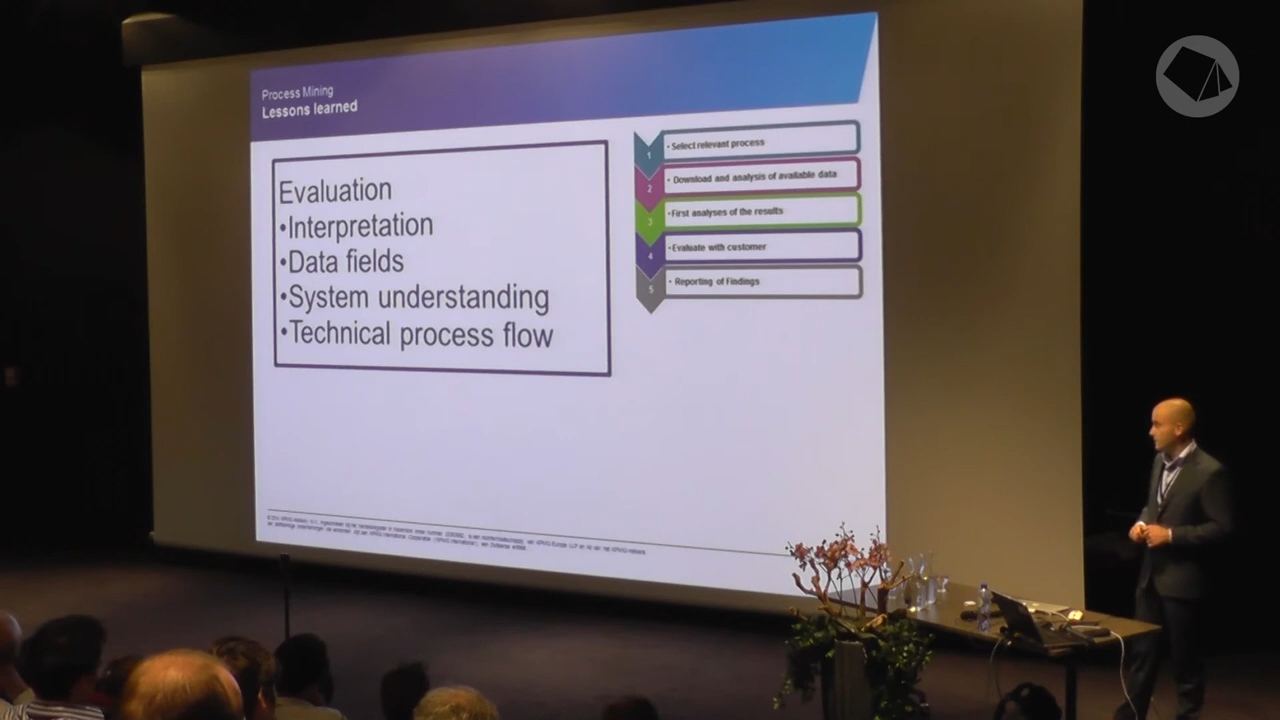 Process Mining
Lessons learned
Evaluation
•Interpretation
•Data fields
•System understanding
•Technical process flow
1
• Select relevant process
2
• Download and analysis of available data
3
•First analyses of the results
4
•Evaluate with customer
5
• Reporting of Findings